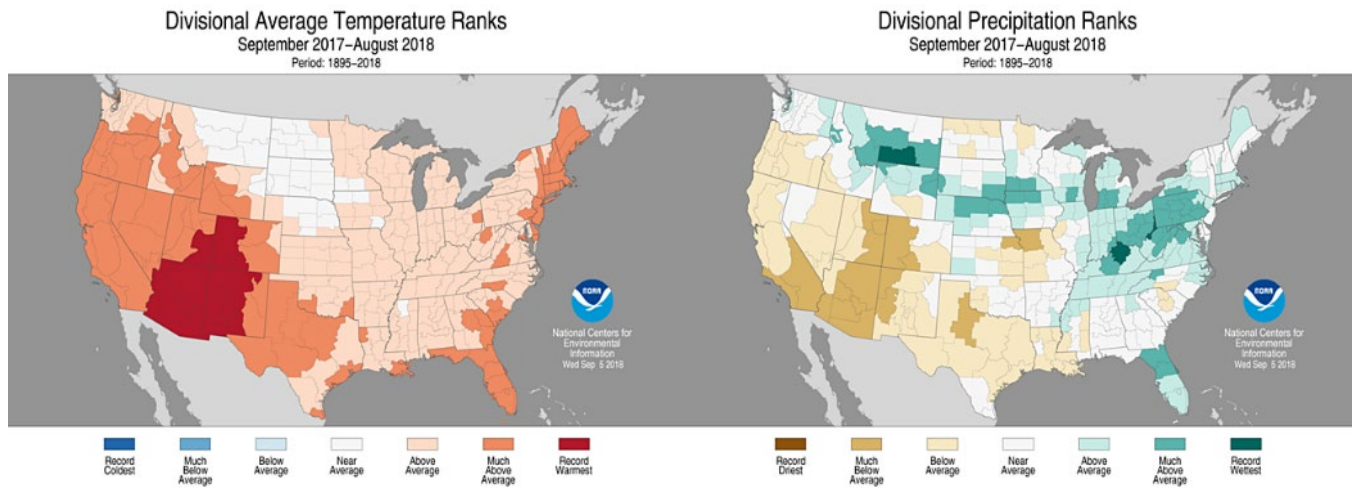 Divisional Average Temperature Ranks
September 2017–August 2018
Period: 1895–2018
NOAA
National Centers for
Environmental
Information
Wed Sep 5 2018
Record
Coldest
Much
Below
Average
Below
Average
Near
Average
Above
Average
Much
Above
Average
Record
Warmest
Divisional Precipitation Ranks
September 2017–August 2018
Period: 1895–2018
NOAA
National Centers for
Environmental
Information
Wed Sep 5 2018
Record
Driest
Much
Below
Average
Below
Average
Near
Average
Above
Average
Much
Above
Average
Record
Wettest